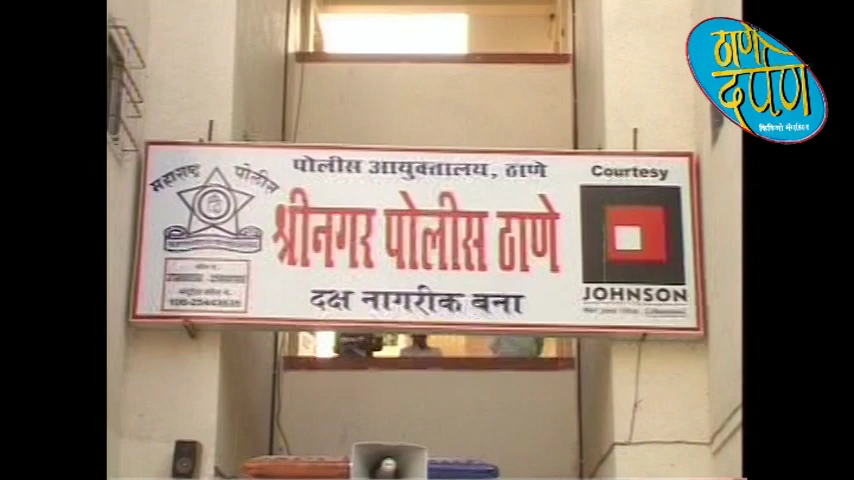 ठाणे
दर्पण
पोलीस आयुक्तालय, ठाणे
Courtesy
महाराष्ट्र पोलीस
श्रीनगर पोलीस ठाणे
JOHNSON
दक्ष नागरीक बना